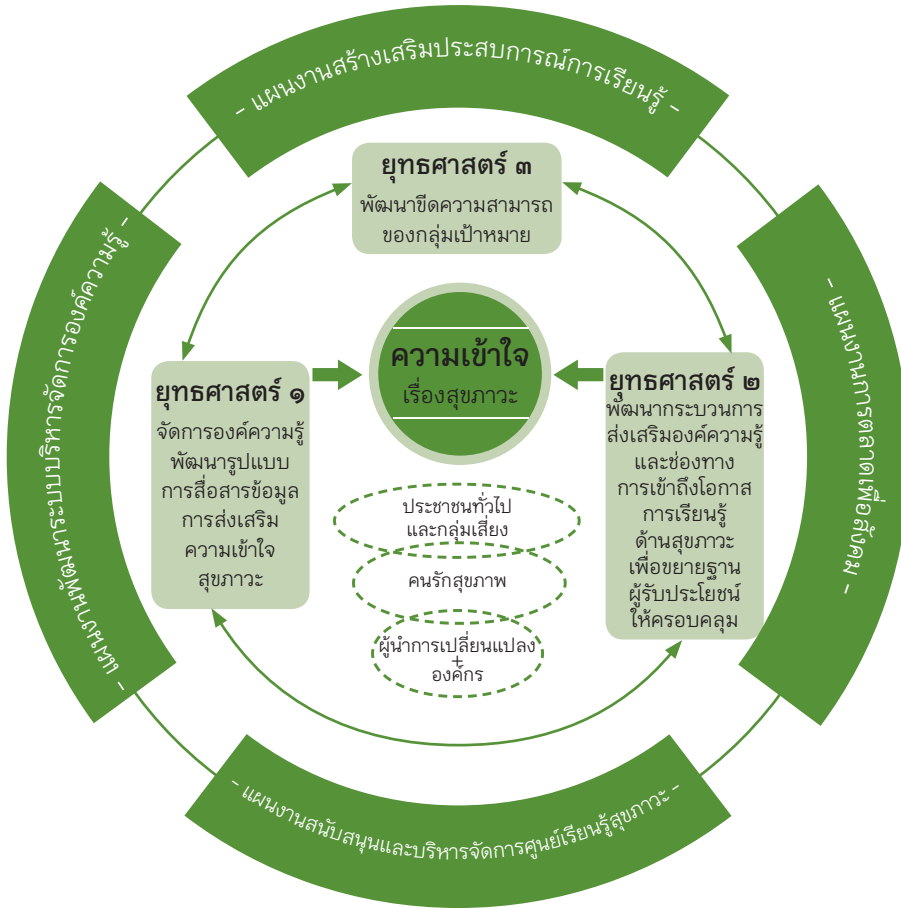 - แผนงานสร้างเสริมประสบการณ์การเรียนรู้ -
ยุทธศาสตร์ ๓
พัฒนาขีดความสามารถ
ของกลุ่มเป้าหมาย
- แผนงานพัฒนาระบบบริหารจัดการองค์ความรู้ -
- แผนงานการตลาดเพื่อสังคม -
ความเข้าใจ
เรื่องสุขภาวะ
ยุทธศาสตร์ ๑
จัดการองค์ความรู้
พัฒนารูปแบบ
การสื่อสารข้อมูล
การส่งเสริม
ความเข้าใจ
สุขภาวะ
ยุทธศาสตร์ ๒
พัฒนากระบวนการ
ส่งเสริมองค์ความรู้
และช่องทาง
การเข้าถึงโอกาส
การเรียนรู้
ด้านสุขภาวะ
เพื่อขยายฐาน
ผู้รับประโยชน์
ให้ครอบคลุม
ประชาชนทั่วไป
และกลุ่มเสี่ยง
คนรักสุขภาพ
ผู้นำการเปลี่ยนแปลง
+
องค์กร
- แผนงานสนับสนุนและบริหารจัดการศูนย์เรียนรู้สุขภาวะ -